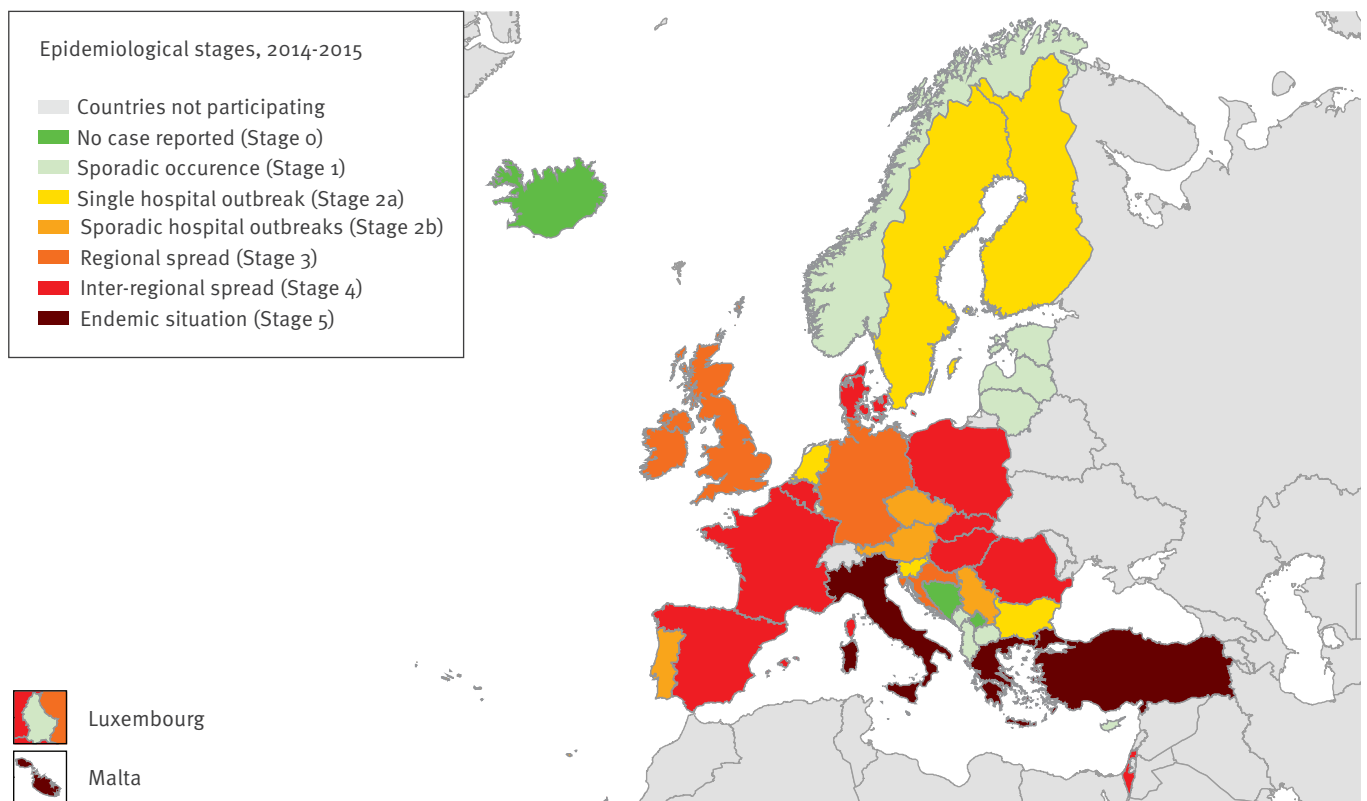 Epidemiological stages, 2014-2015
Countries not participating
No case reported (Stage 0)
Sporadic occurence (Stage 1)
Single hospital outbreak (Stage 2a)
Sporadic hospital outbreaks (Stage 2b)
Regional spread (Stage 3)
Inter-regional spread (Stage 4)
Endemic situation (Stage 5)
Luxembourg
Malta